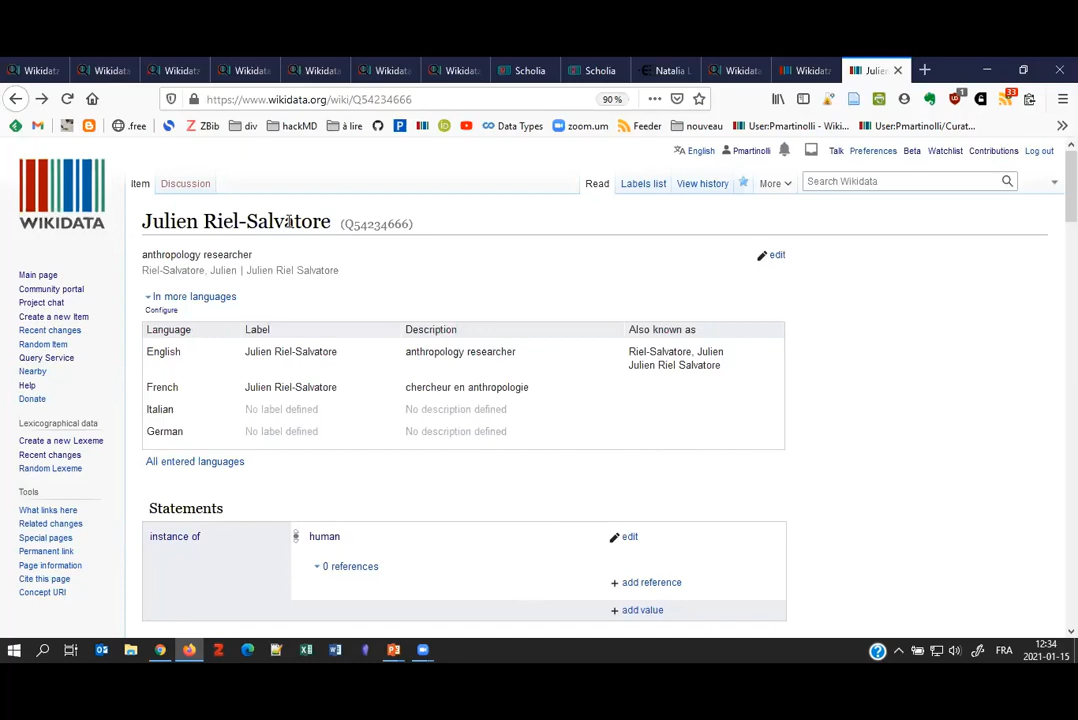 Wikidat
Wikidata
Wikidat
Wikidata
Wikidata
Wikidat
Wikidat
Scholia
Scholia
Natalia L
Wikidat
Wikidat
Julien
https://www.wikidata.org/wiki/Q54234666
90 %
33
1
.free
ZBib
div
hackMD
à lire
Data Types
zoom.um
Feeder
nouveau
User:Pmartinolli - Wiki...
User:Pmartinolli/Curat...
English
Pmartinolli
Talk
Preferences
Beta
Watchlist
Contributions
Log out
WIKIDATA
Item
Discussion
Read
Labels list
View history
More
Search Wikidata
Julien Riel-Salvatore (Q54234666)
anthropology researcher
edit
Riel-Salvatore, Julien | Julien Riel Salvatore
In more languages
Configure
Language Label Description Also known as
English Julien Riel-Salvatore anthropology researcher Riel-Salvatore, Julien
Julien Riel Salvatore
French Julien Riel-Salvatore chercheur en anthropologie
Italian No label defined No description defined
German No label defined No description defined
All entered languages
Main page
Community portal
Project chat
Create a new Item
Recent changes
Random Item
Query Service
Nearby
Help
Donate
Lexicographical data
Create a new Lexeme
Recent changes
Random Lexeme
Tools
What links here
Related changes
Special pages
Permanent link
Page information
Cite this page
Concept URI
Statements
instance of
human
edit
0 references
+ add reference
+ add value
FRA
12:34
2021-01-15